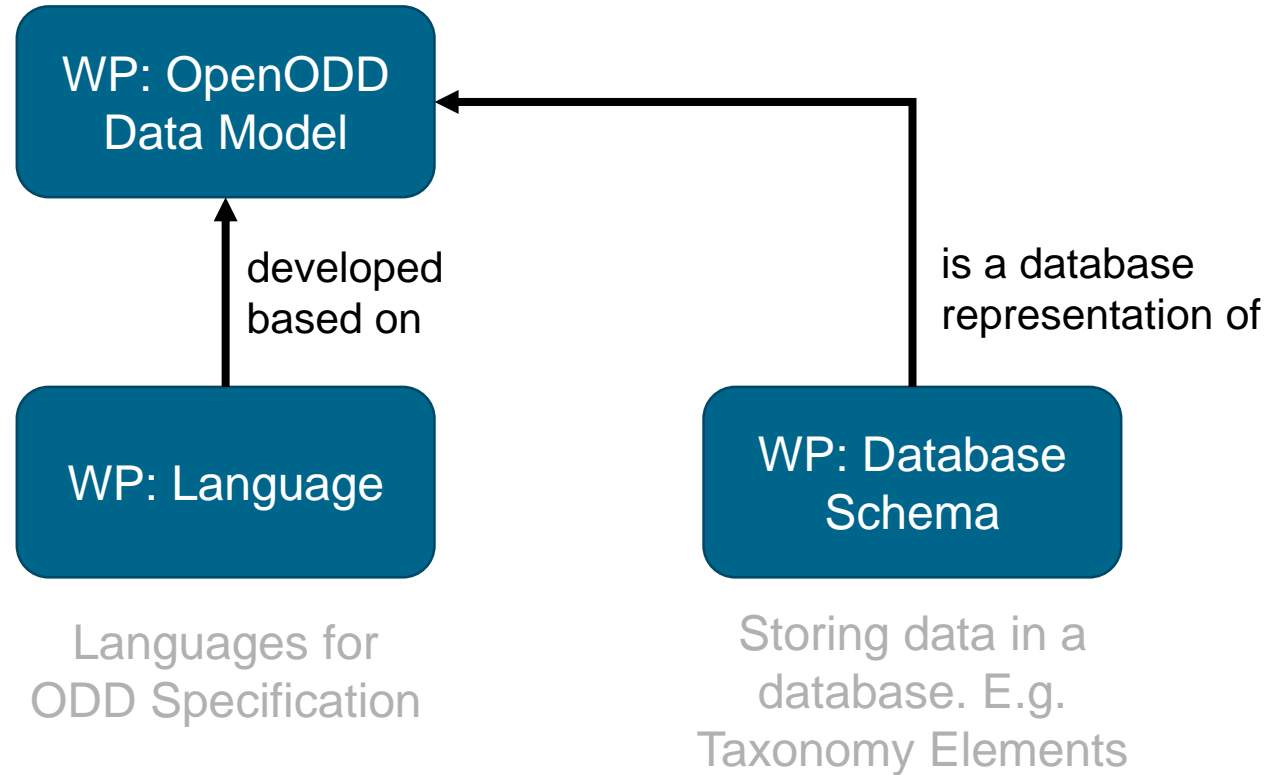 WP: OpenODD
Data Model
developed
based on
is a database
representation of
WP: Language
WP: Database
Schema
Languages for
ODD Specification
Storing data in a
database. E.g.
Taxonomy Elements